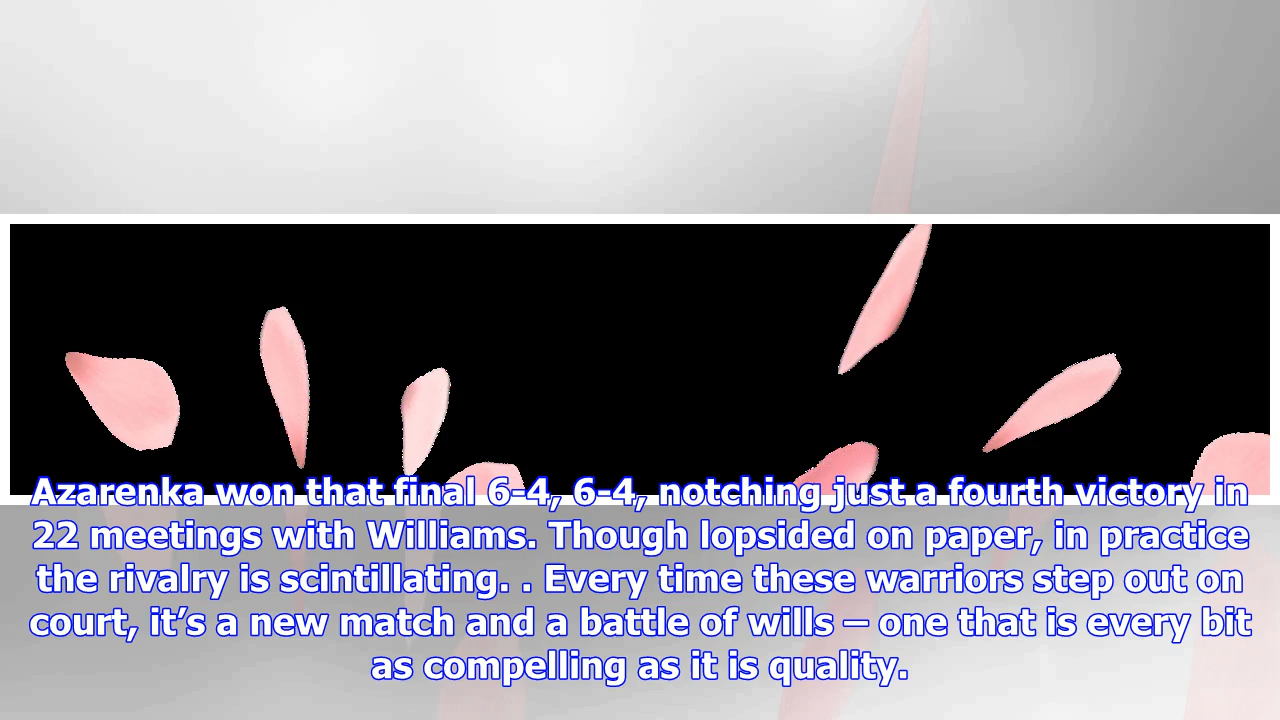 Azarenka won that final 6-4, 6-4, notching just a fourth victory in
22 meetings with Williams. Though lopsided on paper, in practice
the rivalry is scintillating. . Every time these warriors step out on
court, it’s a new match and a battle of wills – one that is every bit
as compelling as it is quality.